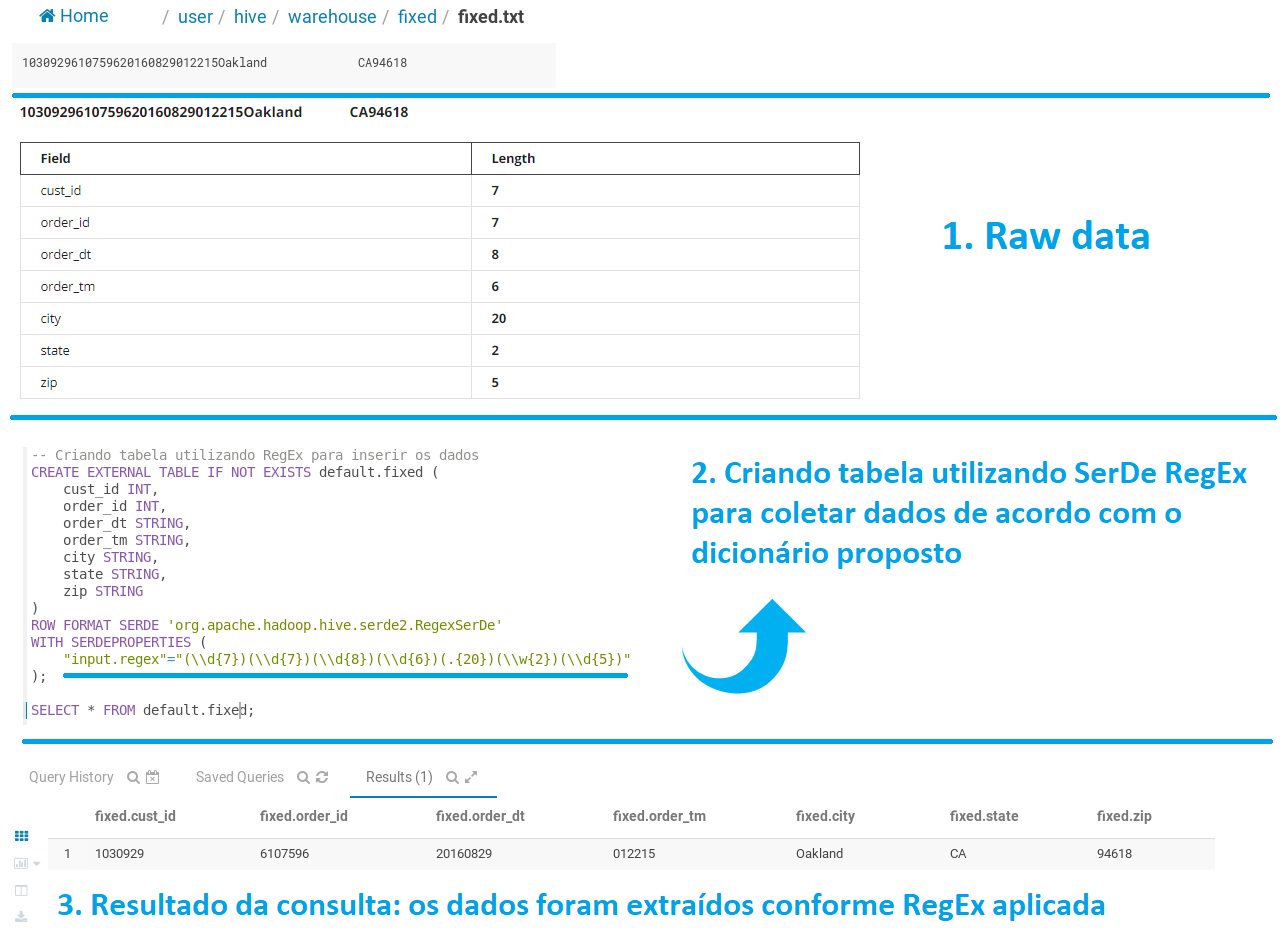 Home / user / hive / warehouse / fixed / fixed.txt
1030929610759620160829012215Oakland             CA94618
1030929610759620160829012215Oakland             CA94618
Field Length
cust_id 7
order_id 7
order_dt 8
order_tm 6
city 20
state 2
zip 5
1. Raw data
-- Criando tabela utilizando RegEx para inserir os dados
CREATE EXTERNAL TABLE IF NOT EXISTS default.fixed (
    cust_id INT,
    order_id INT,
    order_dt STRING,
    order_tm STRING,
    city STRING,
    state STRING,
    zip STRING
)
ROW FORMAT SERDE 'org.apache.hadoop.hive.serde2.RegexSerDe'
WITH SERDEPROPERTIES (
    "input.regex"="(\\d{7})(\\d{7})(\\d{8})(\\d{6})(.{20})(\\w{2})(\\d{5})"
);
SELECT * FROM default.fixed;
2. Criando tabela utilizando SerDe RegEx
para coletar dados de acordo com o
dicionário proposto
Query History Saved Queries Results (1)
fixed.cust_id fixed.order_id fixed.order_dt fixed.order_tm fixed.city fixed.state fixed.zip
1 1030929 6107596 20160829 012215 Oakland CA 94618
3. Resultado da consulta: os dados foram extraídos conforme RegEx aplicada